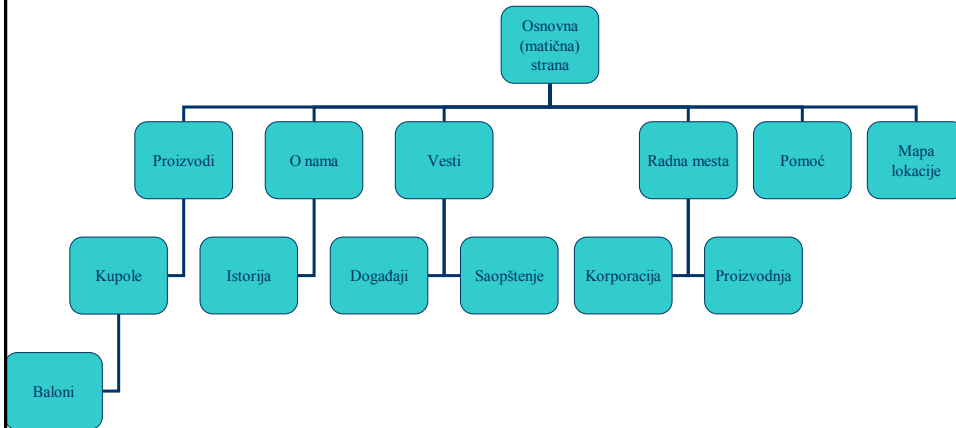 Osnovna
(matična)
strana
Proizvodi
O nama
Vesti
Radna mesta
Pomoć
Mapa
lokacije
Kupole
Istorija
Događaji
Saopštenje
Korporacija
Proizvodnja
Baloni